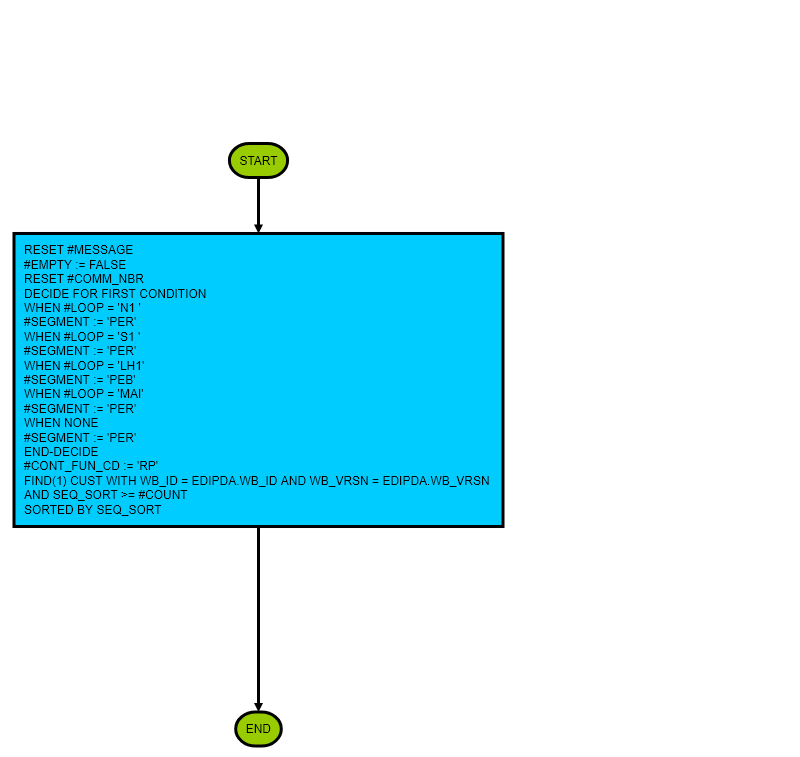 START
RESET #MESSAGE
#EMPTY := FALSE
RESET #COMM_NBR
DECIDE FOR FIRST CONDITION
WHEN #LOOP = 'N1 '
#SEGMENT := 'PER'
WHEN #LOOP = 'S1 '
#SEGMENT := 'PER'
WHEN #LOOP = 'LH1'
#SEGMENT := 'PEB'
WHEN #LOOP = 'MAI'
#SEGMENT := 'PER'
WHEN NONE
#SEGMENT := 'PER'
END-DECIDE
#CONT_FUN_CD := 'RP'
FIND(1) CUST WITH WB_ID = EDIPDA.WB_ID AND WB_VRSN = EDIPDA.WB_VRSN
AND SEQ_SORT >= #COUNT
SORTED BY SEQ_SORT
END